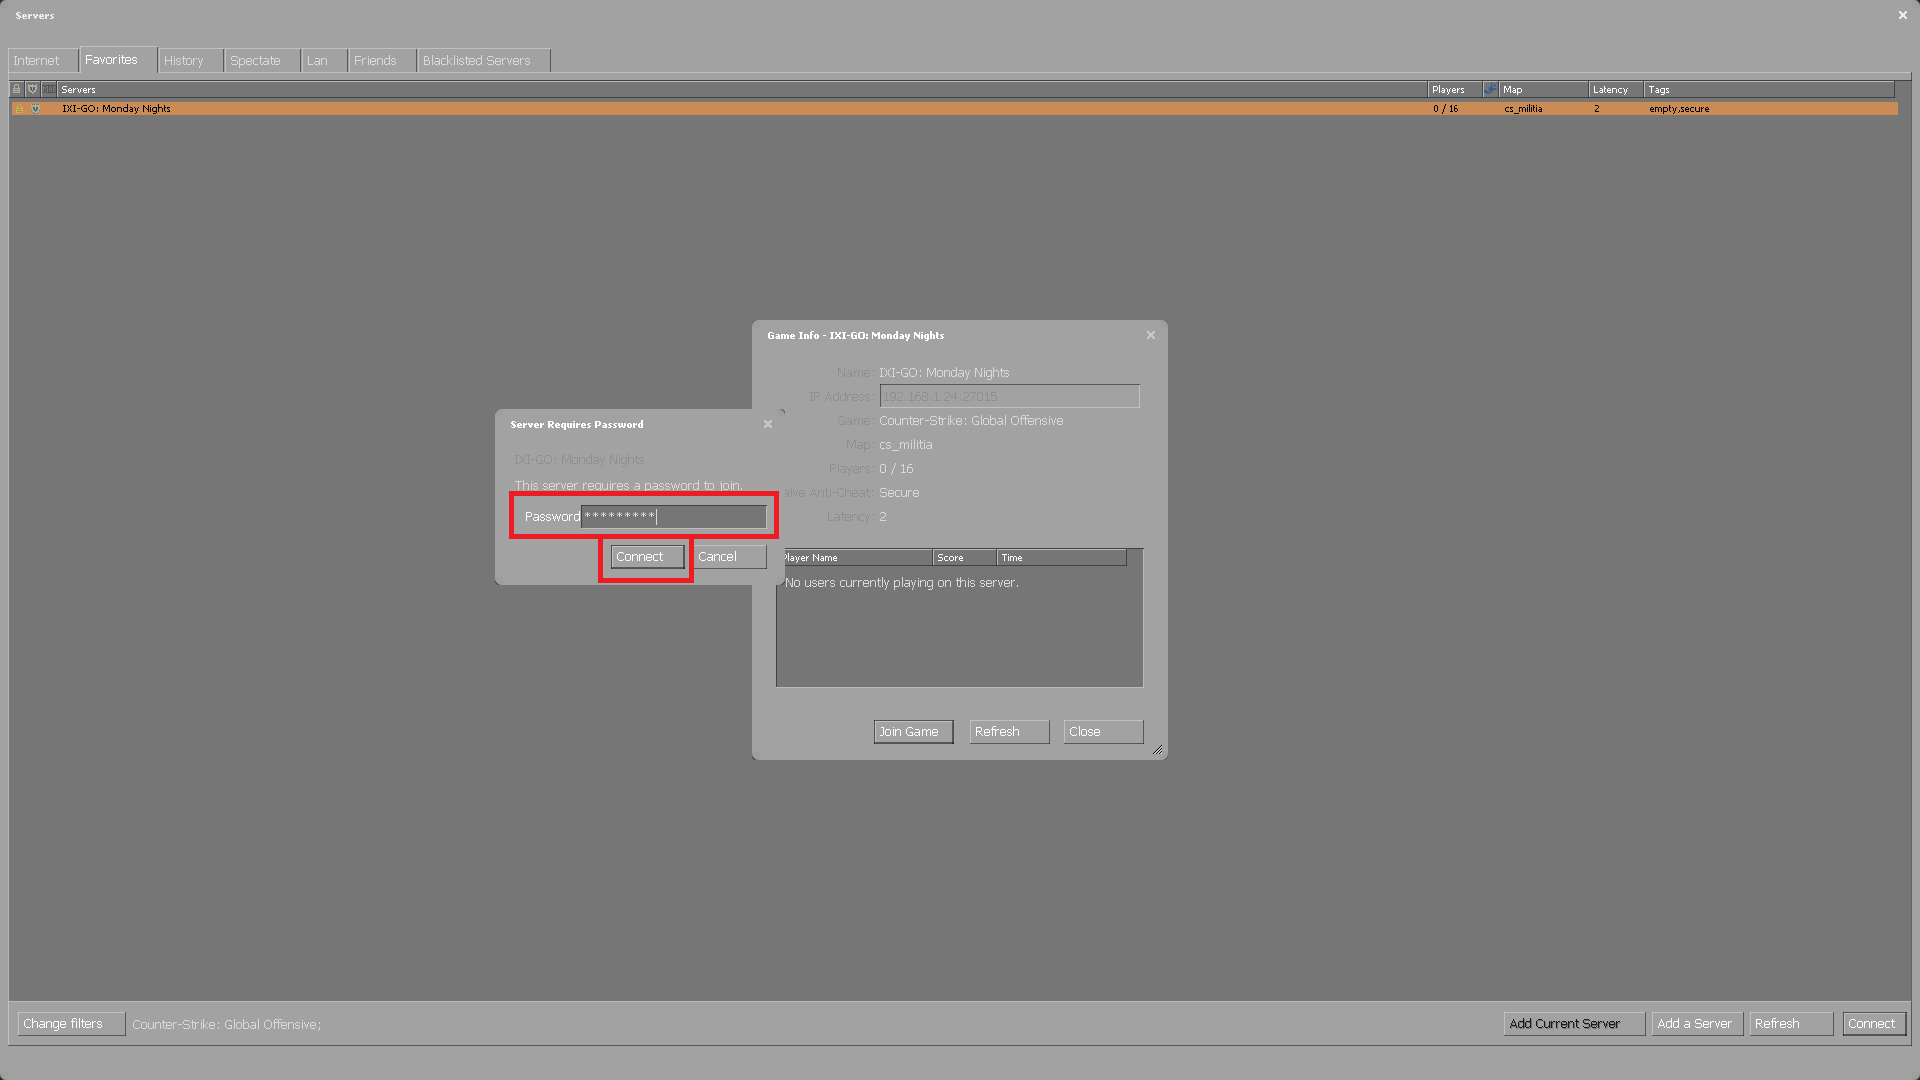 Servers
Internet Favorites History Spectate Lan Friends Blacklisted Servers
Servers Players Map Latency Tags
IXI-GO: Monday Nights 0 / 16 cs_militia 2 empty,secure
Game Info - IXI-GO: Monday Nights
Name: IXI-GO: Monday Nights
IP Address: 192.168.1.24:27015
Game: Counter-Strike: Global Offensive
Map: cs_militia
Players: 0 / 16
Anti-Cheat: Secure
Latency: 2
Player Name Score Time
No users currently playing on this server.
Join Game Refresh Close
Server Requires Password
IXI-GO: Monday Nights
This server requires a password to join.
Password *********
Connect Cancel
Change filters Counter-Strike: Global Offensive; Add Current Server Add a Server Refresh Connect